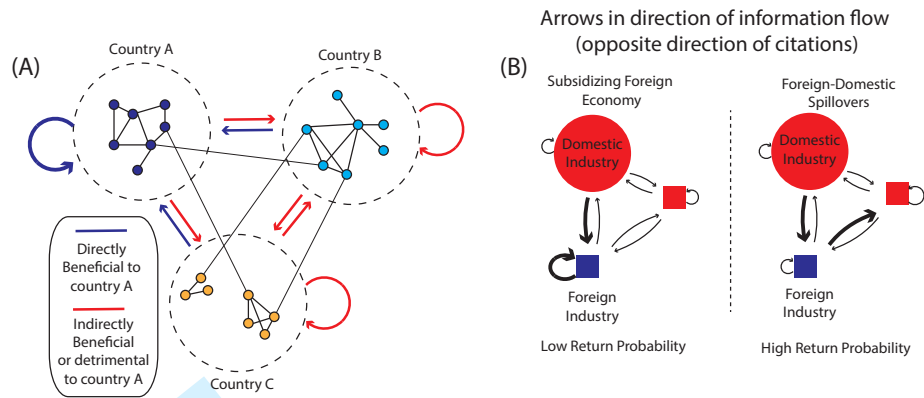 Arrows in direction of information flow
(opposite direction of citations)
(A)
Country A
Country B
Country C
Directly
Beneficial to
country A
Indirectly
Beneficial
or detrimental
to country A
(B)
Subsidizing Foreign
Economy
Domestic
Industry
Foreign
Industry
Low Return Probability
Foreign-Domestic
Spillovers
Domestic
Industry
Foreign
Industry
High Return Probability